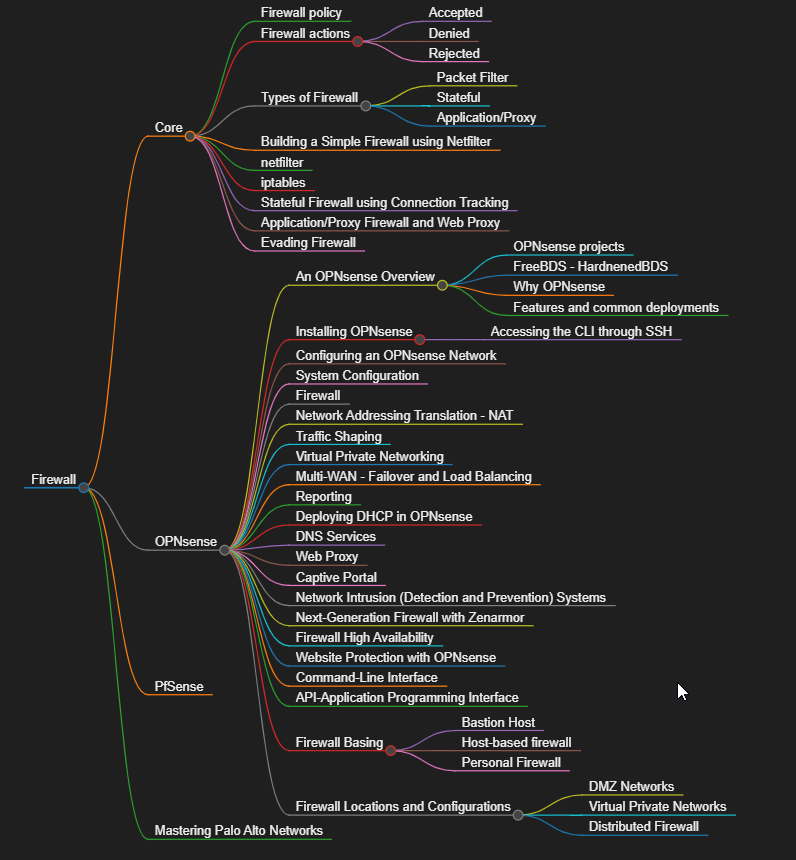 Firewall policy
Accepted
Firewall actions
Denied
Rejected
Packet Filter
Types of Firewall
Stateful
Application/Proxy
Core
Building a Simple Firewall using Netfilter
netfilter
iptables
Stateful Firewall using Connection Tracking
Application/Proxy Firewall and Web Proxy
Evading Firewall
OPNsense projects
FreeBDS - HardnenedBDS
An OPNsense Overview
Why OPNsense
Features and common deployments
Installing OPNsense
Accessing the CLI through SSH
Configuring an OPNsense Network
System Configuration
Firewall
Network Addressing Translation - NAT
Traffic Shaping
Virtual Private Networking
Multi-WAN - Failover and Load Balancing
Firewall
Reporting
Deploying DHCP in OPNsense
OPNsense
DNS Services
Web Proxy
Captive Portal
Network Intrusion (Detection and Prevention) Systems
Next-Generation Firewall with Zenarmor
Firewall High Availability
Website Protection with OPNsense
Command-Line Interface
PfSense
API-Application Programming Interface
Bastion Host
Firewall Basing
Host-based firewall
Personal Firewall
DMZ Networks
Firewall Locations and Configurations
Virtual Private Networks
Distributed Firewall
Mastering Palo Alto Networks